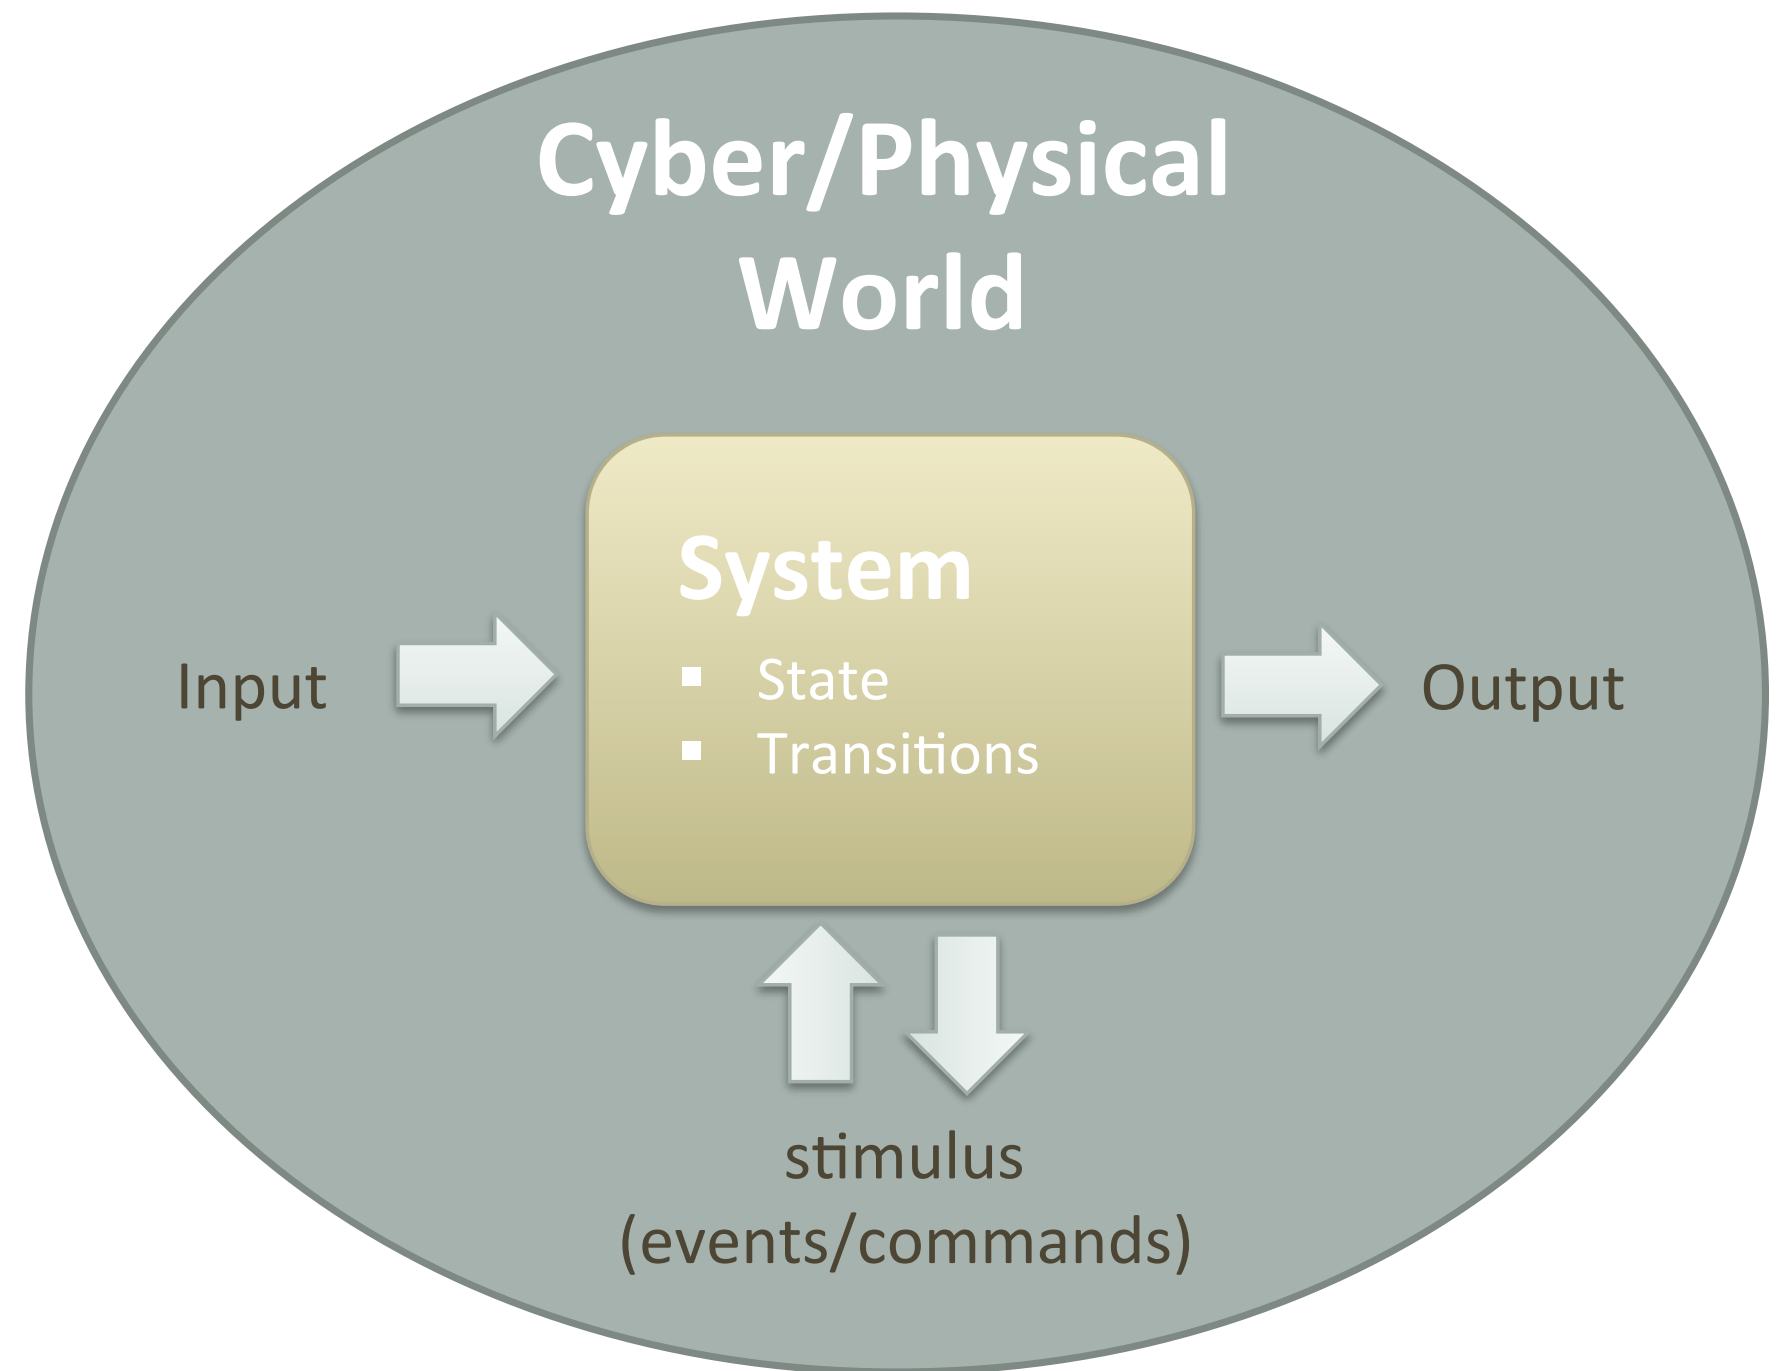 Cyber/Physical
World
System
▪ State
▪ Transitions
Input
Output
stimulus
(events/commands)